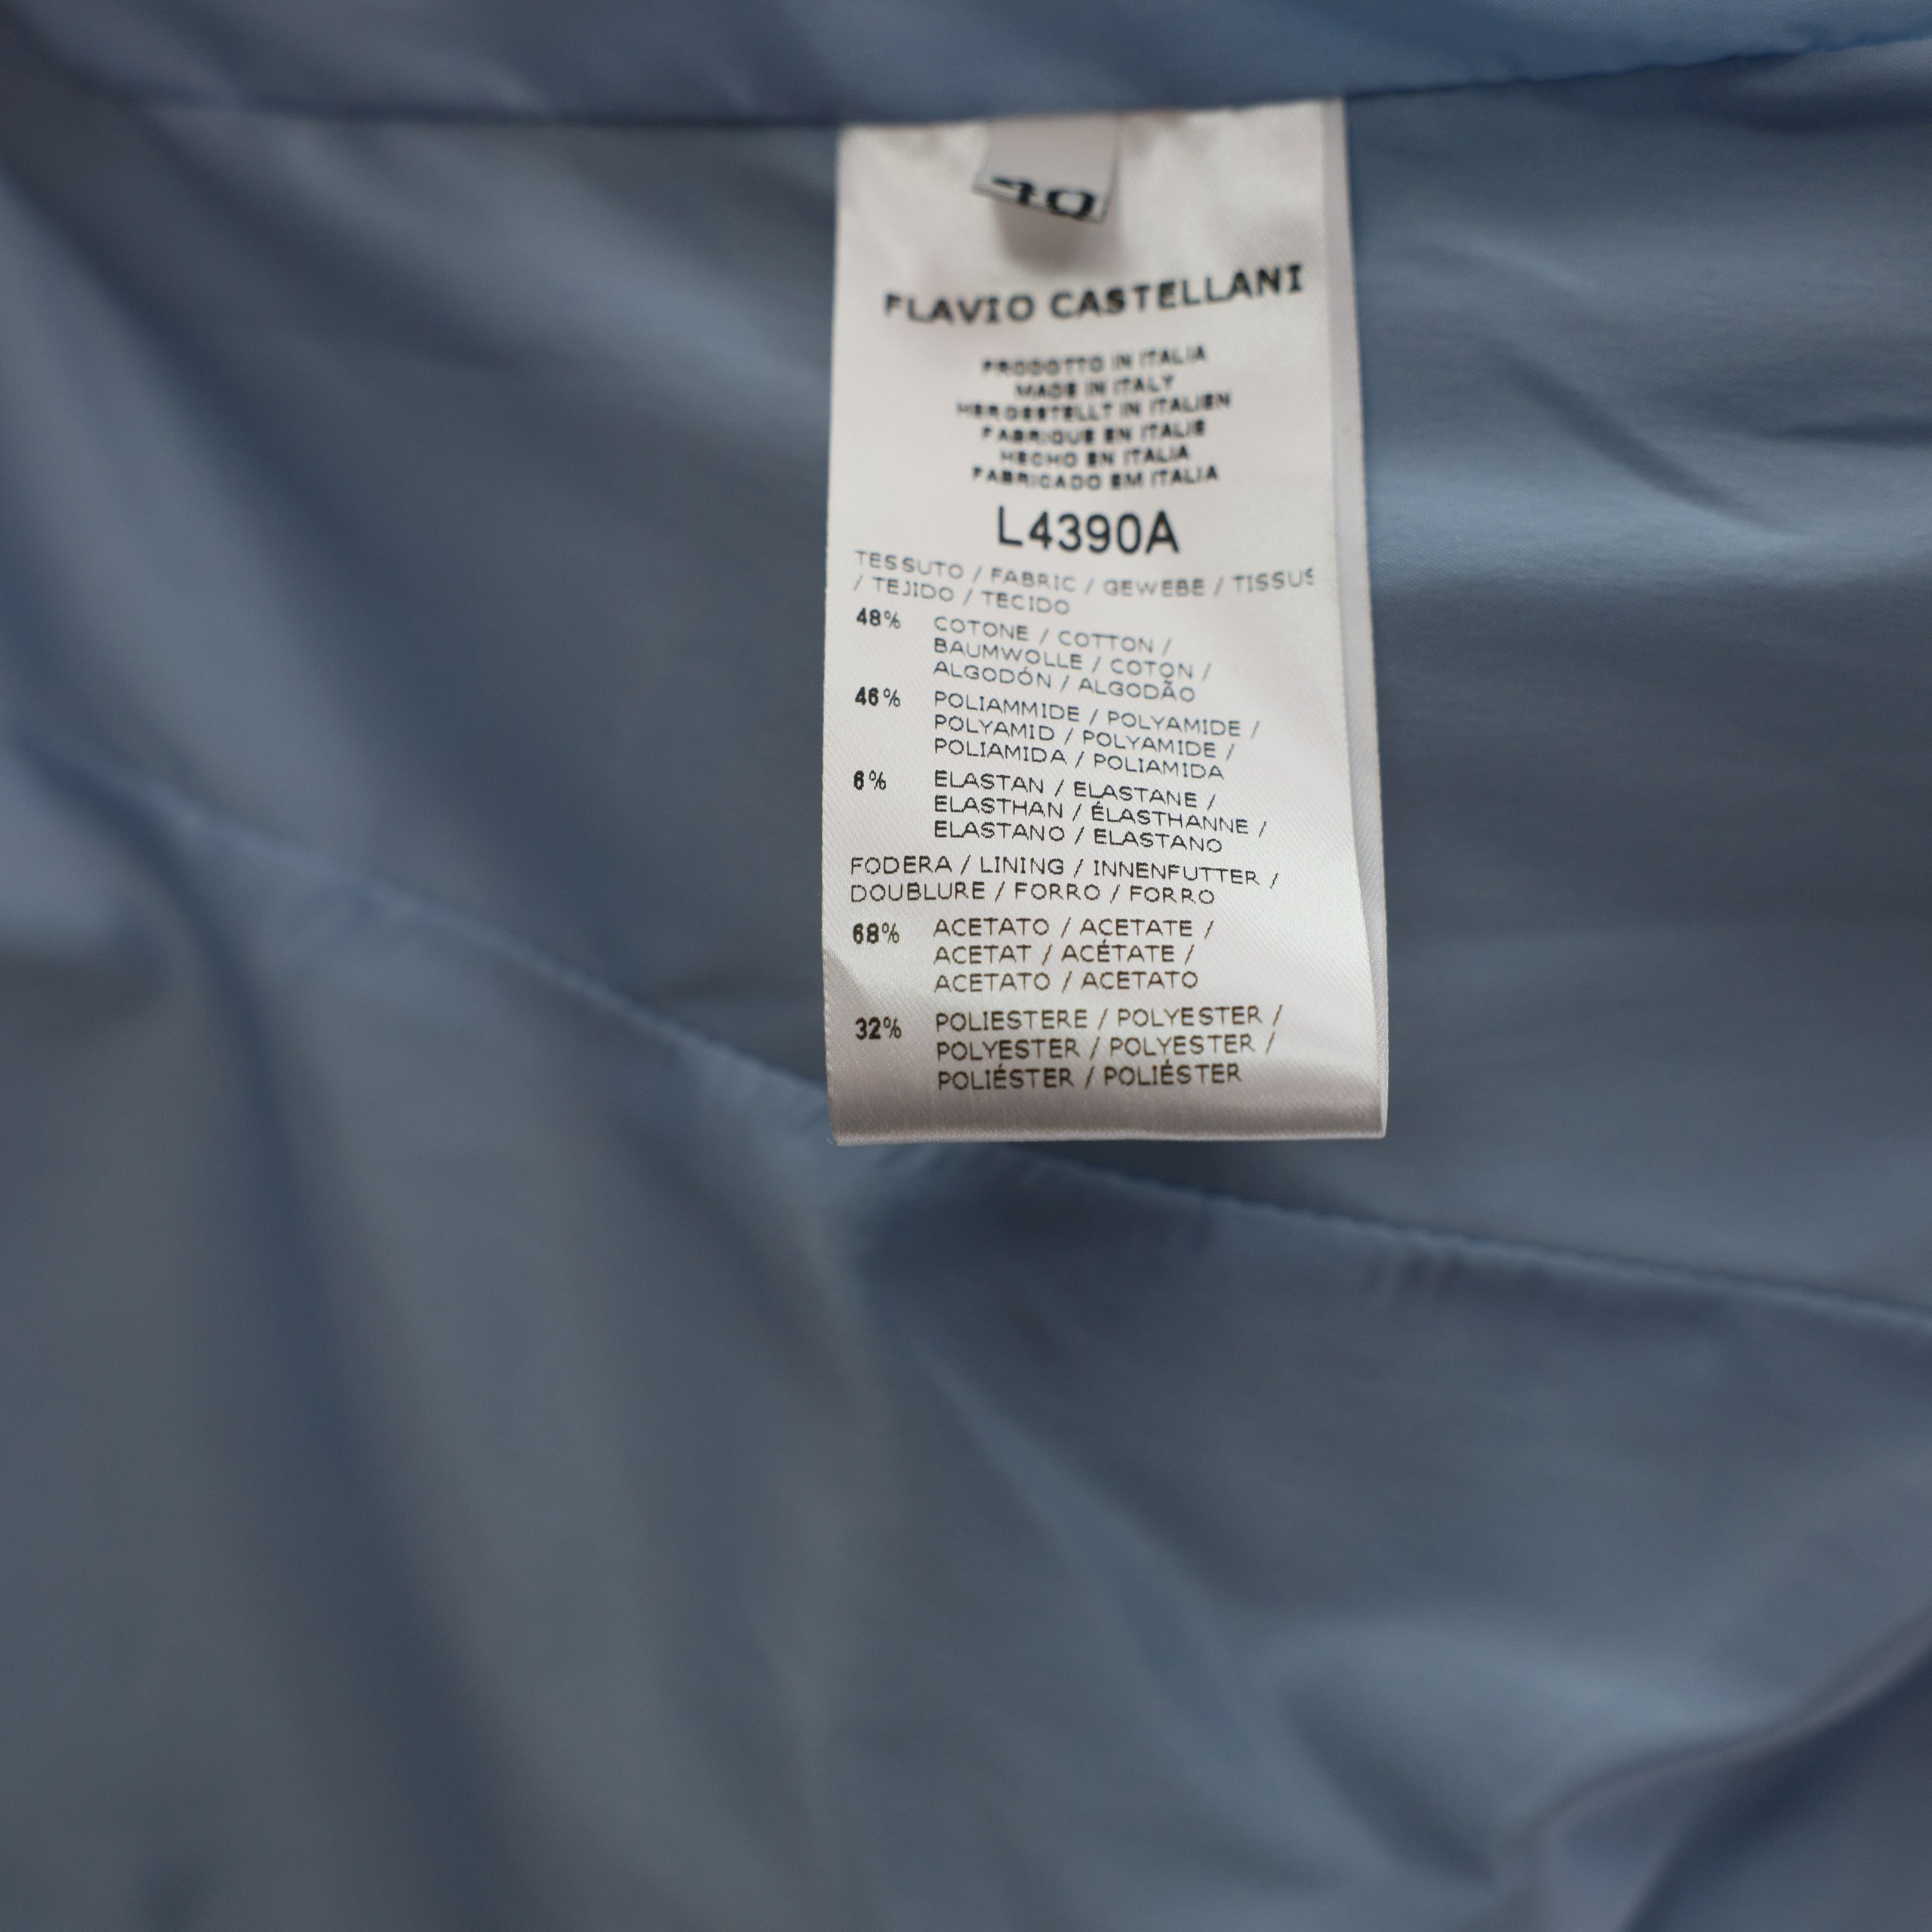 40
FLAVIO CASTELLANI
PRODOTTO IN ITALIA
MADE IN ITALY
HERGESTELLT IN ITALIEN
FABRIQUE EN ITALIE
HECHO EN ITALIA
FABRICADO EM ITALIA
L4390A
TESSUTO / FABRIC / GEWEBE / TISSUS
/ TEJIDO / TECIDO
48% COTONE / COTTON /
BAUMWOLLE / COTON /
ALGODÓN / ALGODÃO
46% POLIAMMIDE / POLYAMIDE /
POLYAMID / POLYAMIDE /
POLIAMIDA / POLIAMIDA
6% ELASTAN / ELASTANE /
ELASTHAN / ÉLASTHANNE /
ELASTANO / ELASTANO
FODERA / LINING / INNENFUTTER /
DOUBLURE / FORRO / FORRO
68% ACETATO / ACETATE /
ACETAT / ACÉTATE /
ACETATO / ACETATO
32% POLIESTERE / POLYESTER /
POLYESTER / POLYESTER /
POLIÉSTER / POLIÉSTER